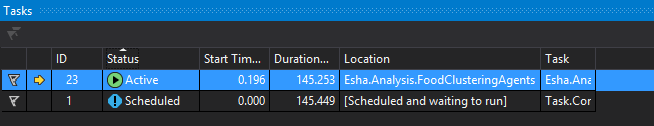 Tasks
ID Status Start Tim... Duration... Location Task
23 Active 0.196 145.253 Esha.Analysis.FoodClusteringAgents Esha.Ana
1 Scheduled 0.000 145.449 [Scheduled and waiting to run] Task.Cor